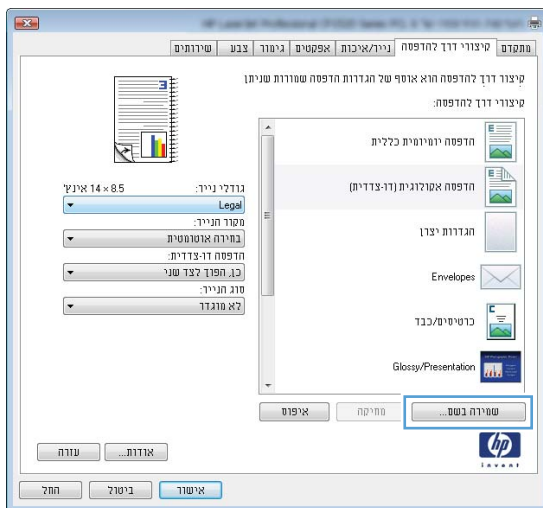 מתקדם
קיצורי דרך להדפסה
נייר/איכות
אפקטים
גימור
צבע
שירותים
קיצור דרך להדפסה הוא אוסף של הגדרות הדפסה שמורות שניתן
קיצורי דרך להדפסה:
הדפסה יומיומית כללית
הדפסה אקולוגית (דו-צדדית)
הגדרות יצרן
Envelopes
כרטיסים/כבד
Glossy/Presentation
גודלי נייר: 8.5 × 14 אינץ'
Legal
מקור הנייר:
בחירה אוטומטית
הדפסה דו-צדדית:
כן, הפוך לצד שני
סוג הנייר:
לא מוגדר
שמירה בשם...
מחיקה
איפוס
hp
invent
אודות...
עזרה
אישור
ביטול
החל